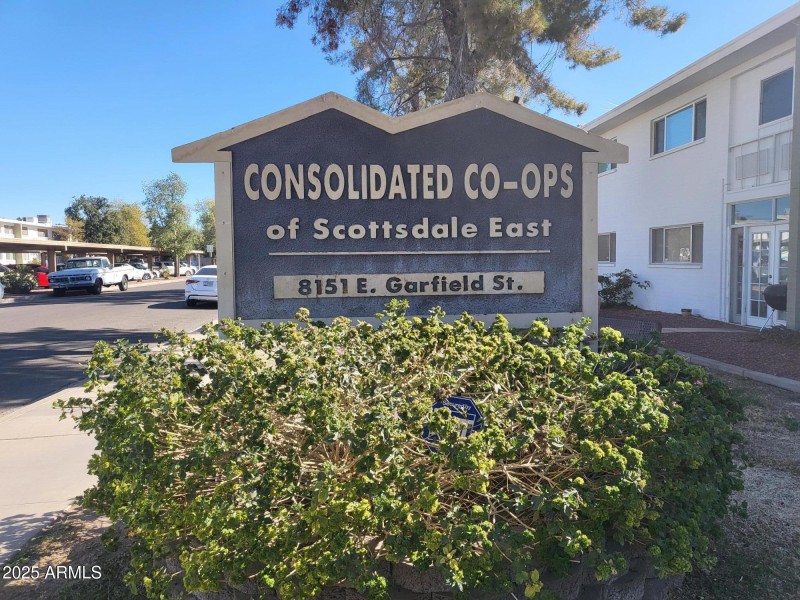 CONSOLIDATED CO-OPS
of Scottsdale East
8151 E. Garfield St.
2025 ARMLS